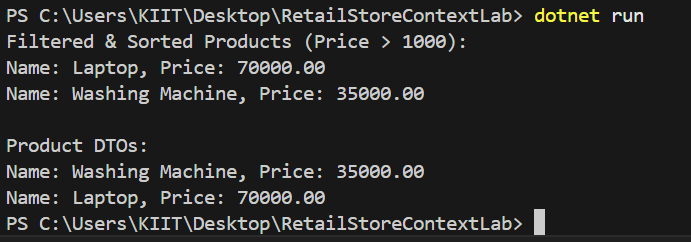 PS C:\Users\KIIT\Desktop\RetailStoreContextLab> dotnet run
Filtered & Sorted Products (Price > 1000):
Name: Laptop, Price: 70000.00
Name: Washing Machine, Price: 35000.00

Product DTOs:
Name: Washing Machine, Price: 35000.00
Name: Laptop, Price: 70000.00
PS C:\Users\KIIT\Desktop\RetailStoreContextLab>